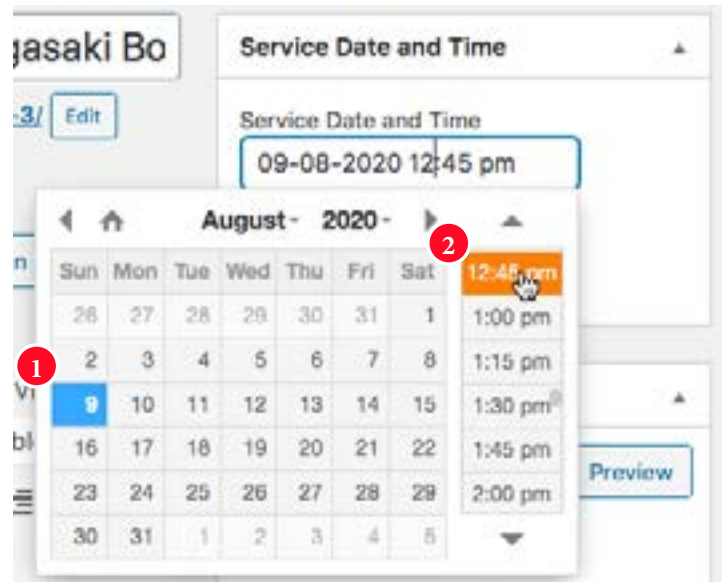 gasaki Bo
Service Date and Time
-3/ Edit
Service Date and Time
09-08-2020 12:45 pm
August 2020
2
n
Sun Mon Tue Wed Thu Fri Sat
12:45 pm
26 27 28 29 30 31 1
1:00 pm
1
2 3 4 5 6 7 8
1:15 pm
9 10 11 12 13 14 15
1:30 pm
bl
16 17 18 19 20 21 22
1:45 pm
Preview
23 24 25 26 27 28 29
2:00 pm
30 31 1 2 3 4 5